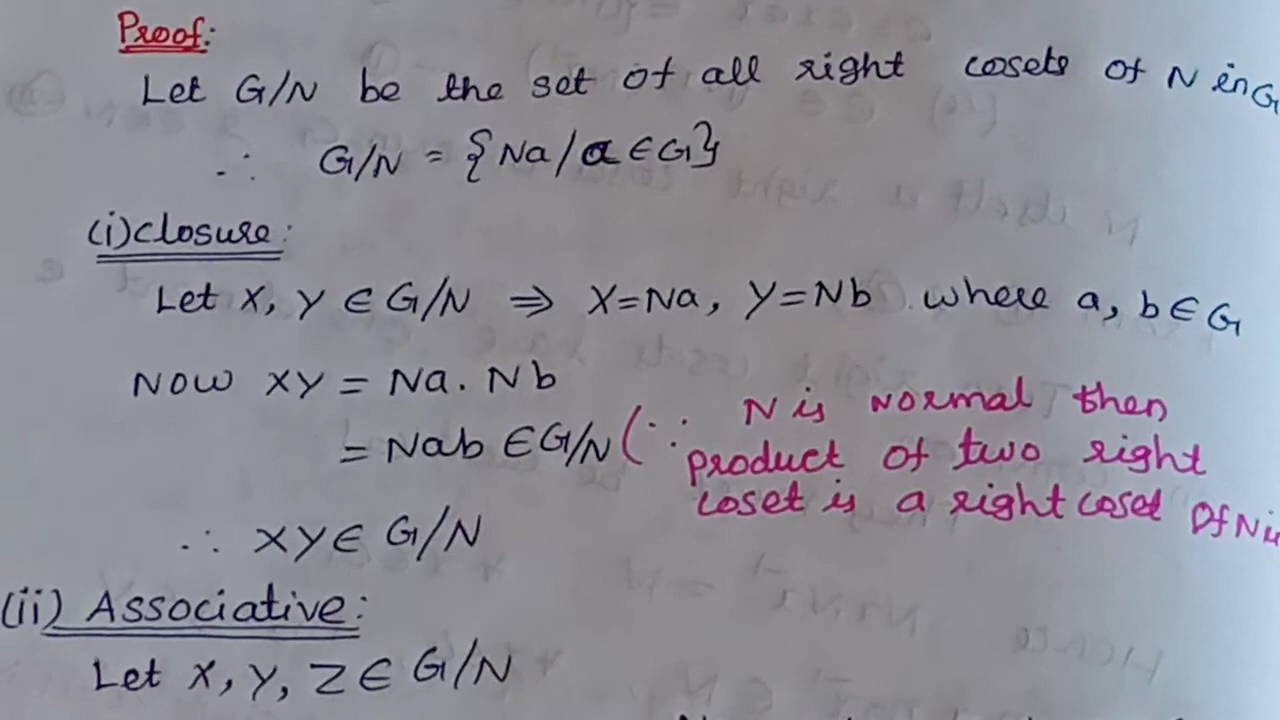 Proof:
Let G/N be the set of all right cosets of N in G
∴ G/N = {Na/a∈G}
(i) closure:
Let X, Y ∈ G/N ⇒ X=Na, Y=Nb where a, b∈G
Now XY = Na. Nb
= Nab ∈G/N (∵ N is normal then
product of two right
coset is a right coset of N
∴ XY∈ G/N
(ii) Associative:
Let X, Y, Z∈ G/N